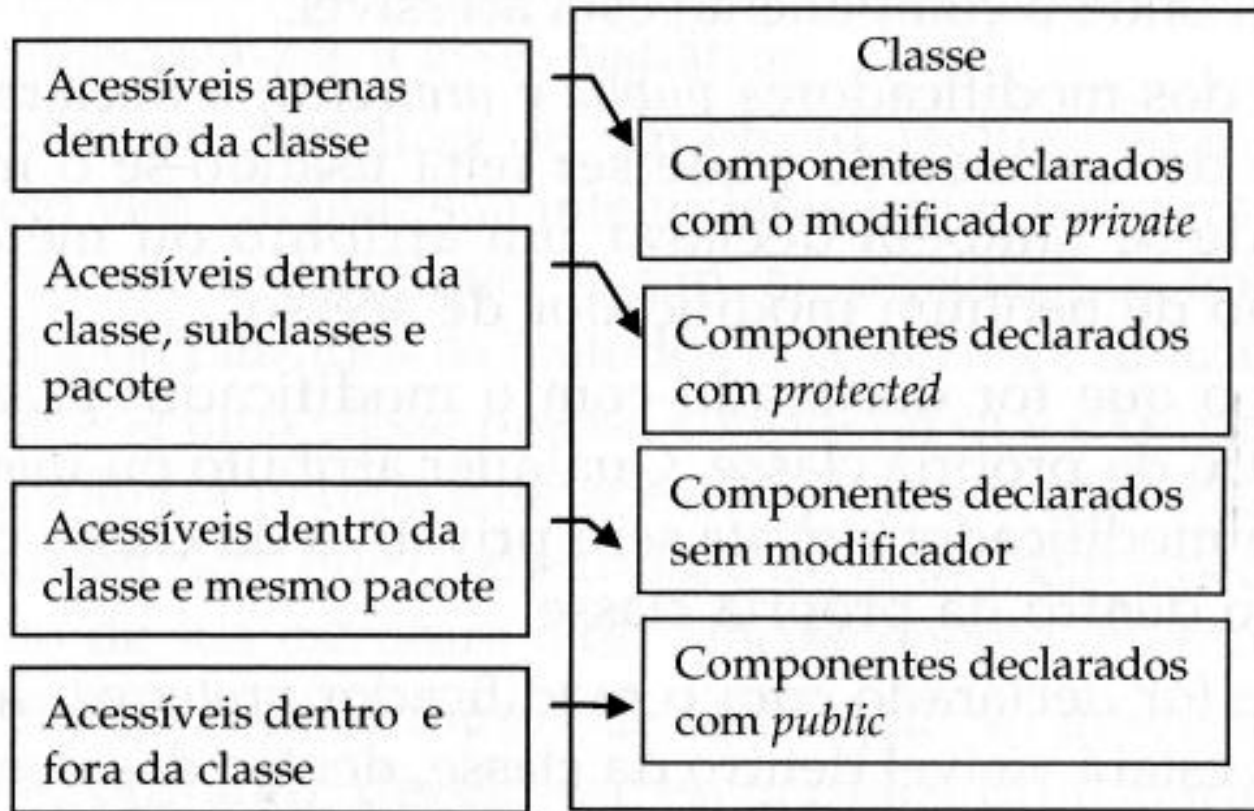 Acessíveis apenas
dentro da classe
Acessíveis dentro da
classe, subclasses e
pacote
Acessíveis dentro da
classe e mesmo pacote
Acessíveis dentro e
fora da classe
Classe
Componentes declarados
com o modificador private
Componentes declarados
com protected
Componentes declarados
sem modificador
Componentes declarados
com public